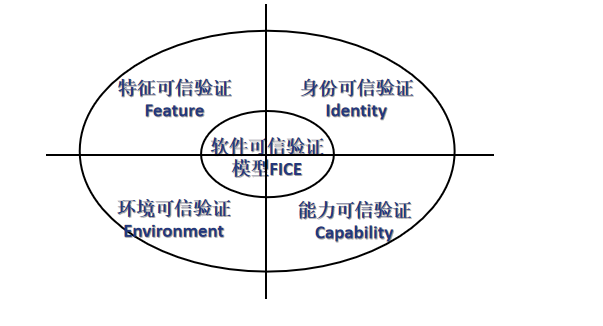 特征可信验证
Feature
身份可信验证
Identity
软件可信验证
模型FICE
环境可信验证
Environment
能力可信验证
Capability